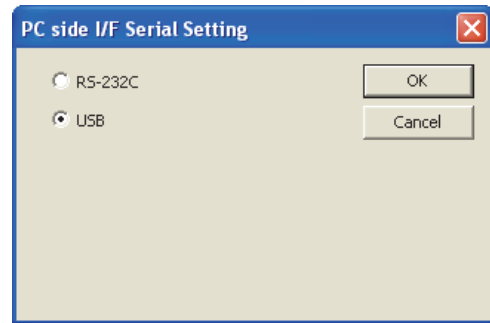 PC side I/F Serial Setting
RS-232C
OK
USB
Cancel